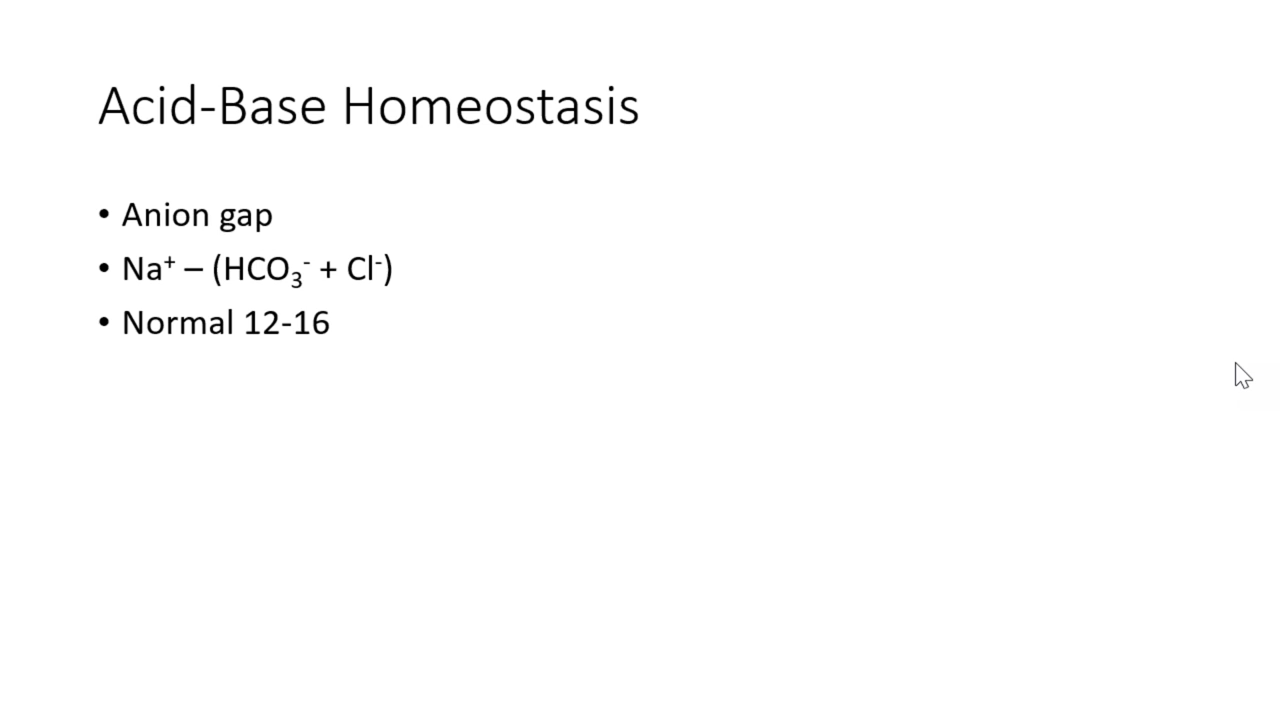 Acid-Base Homeostasis
• Anion gap
• Na⁺ – (HCO₃⁻ + Cl⁻)
• Normal 12-16